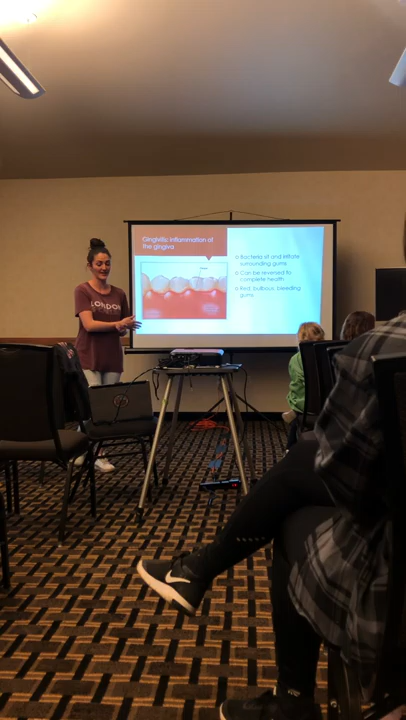 Gingivitis: inflammation of
the gingiva
Bacteria sit and irritate
surrounding gums
Can be reversed to
complete health
Red, bulbous, bleeding
gums
LONDON